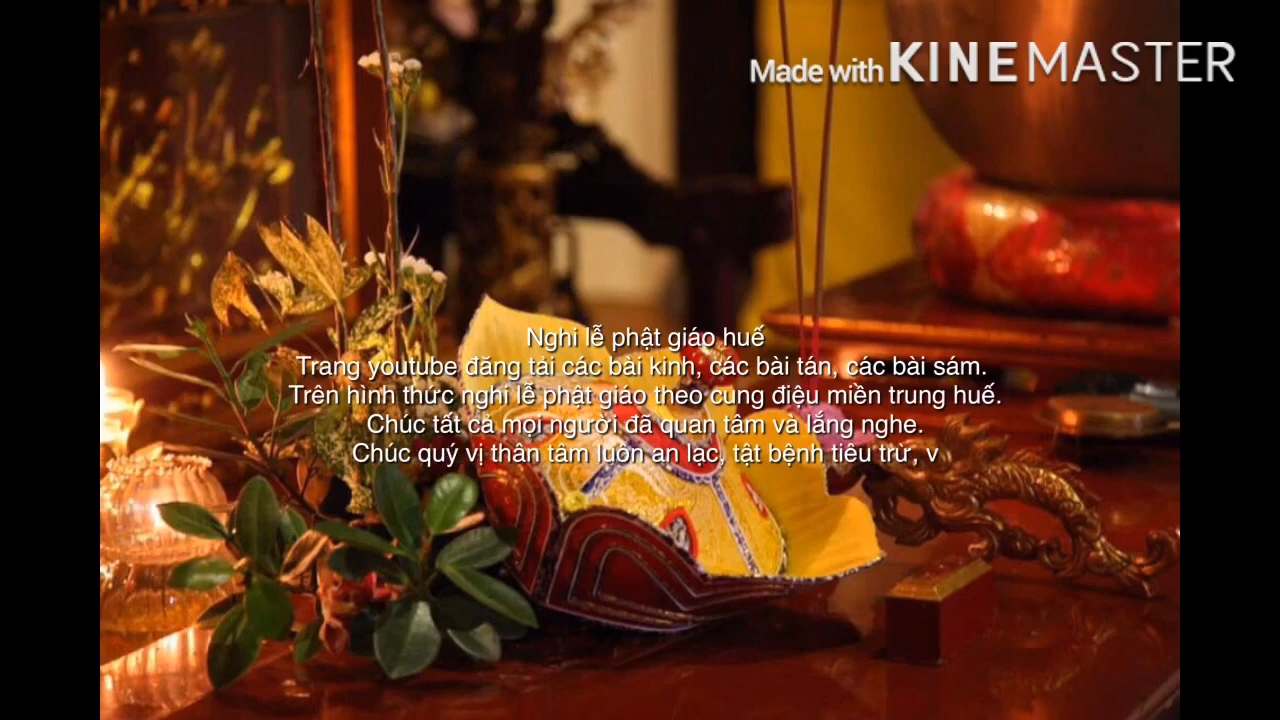 Made with KINEMASTER
Nghi lễ phật giáo huế
Trang youtube đăng tải các bài kinh, các bài tán, các bài sám.
Trên hình thức nghi lễ phật giáo theo cung điệu miền trung huế.
Chúc tất cả mọi người đã quan tâm và lắng nghe.
Chúc quý vị thân tâm luôn an lạc, tật bệnh tiêu trừ, v